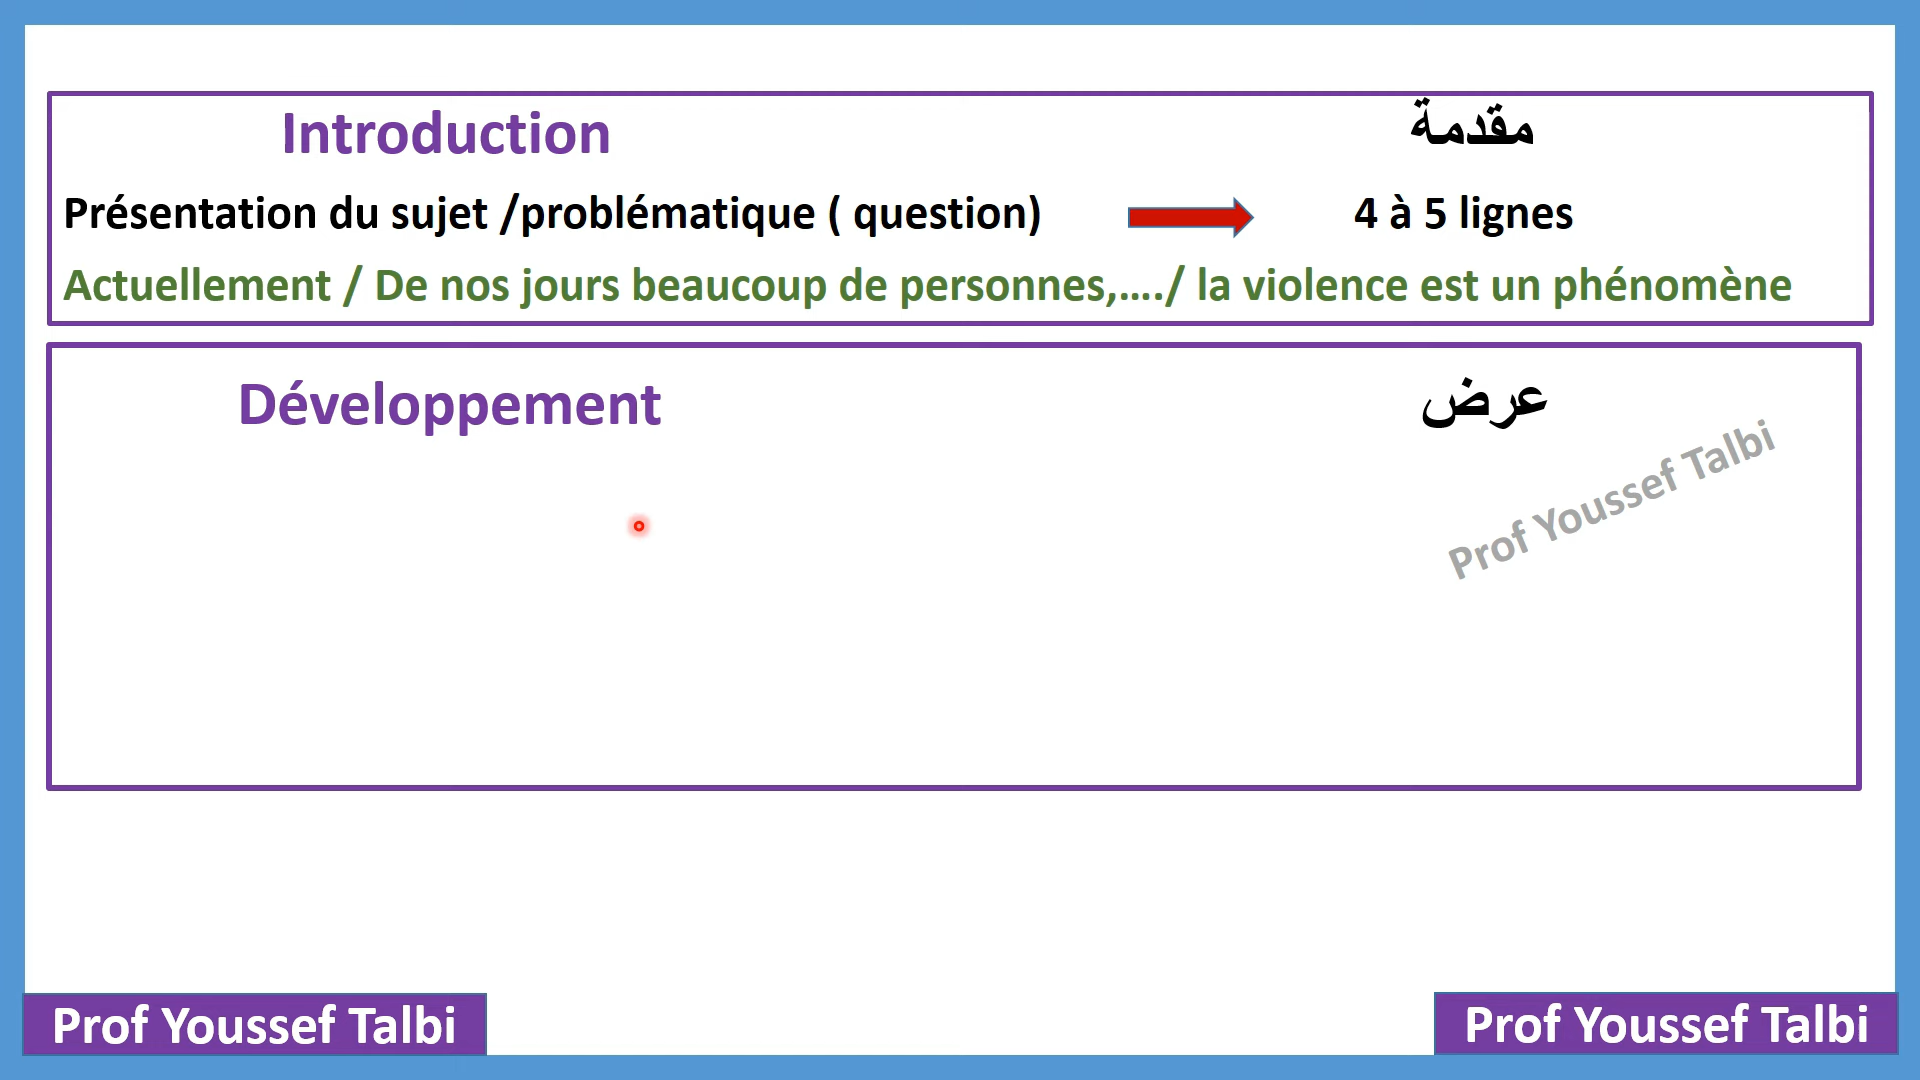 Introduction مقدمة
Présentation du sujet /problématique ( question) 4 à 5 lignes
Actuellement / De nos jours beaucoup de personnes,…./ la violence est un phénomène
Développement عرض
Prof Youssef Talbi
Prof Youssef Talbi
Prof Youssef Talbi